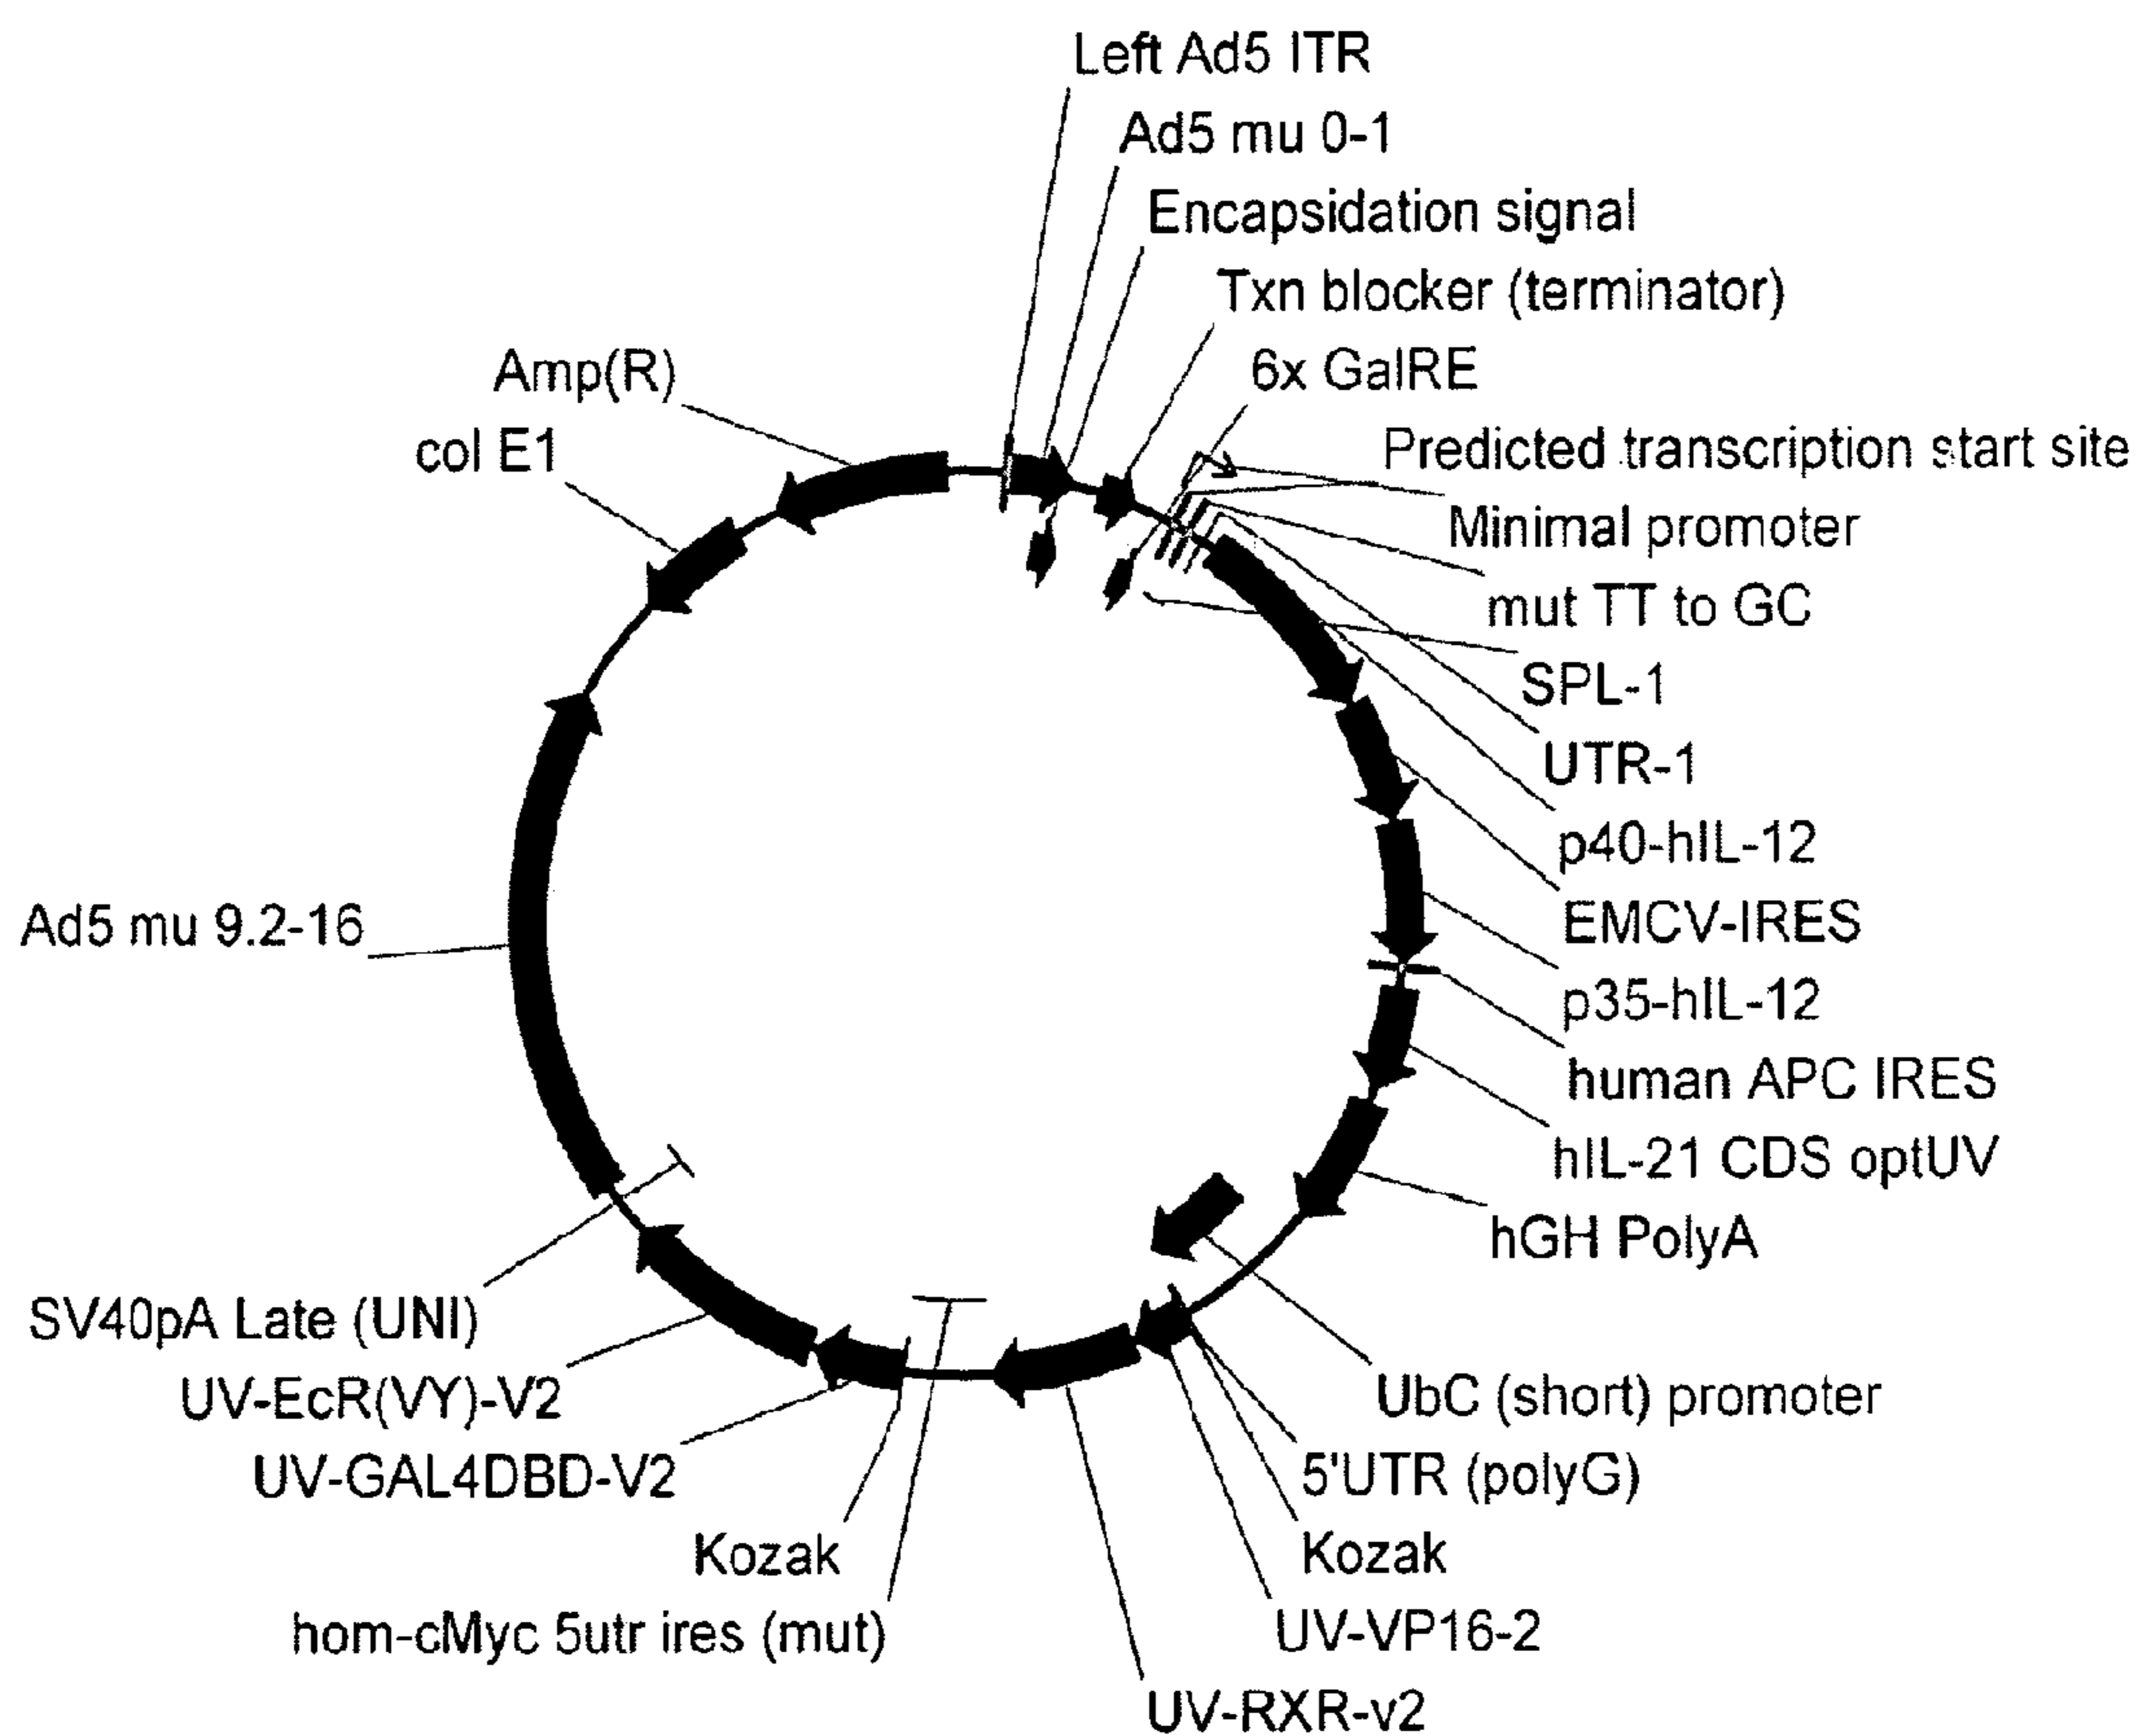 Left Ad5 ITR
Ad5 mu 0-1
Encapsidation signal
Txn blocker (terminator)
6x GalRE
Predicted transcription start site
Minimal promoter
mut TT to GC
SPL-1
UTR-1
p40-hIL-12
EMCV-IRES
p35-hIL-12
human APC IRES
hIL-21 CDS optUV
hGH PolyA
UbC (short) promoter
5'UTR (polyG)
Kozak
UV-VP16-2
UV-RXR-v2
hom-cMyc 5utr ires (mut)
Kozak
UV-GAL4DBD-V2
UV-EcR(VY)-V2
SV40pA Late (UNI)
Ad5 mu 9.2-16
col E1
Amp(R)